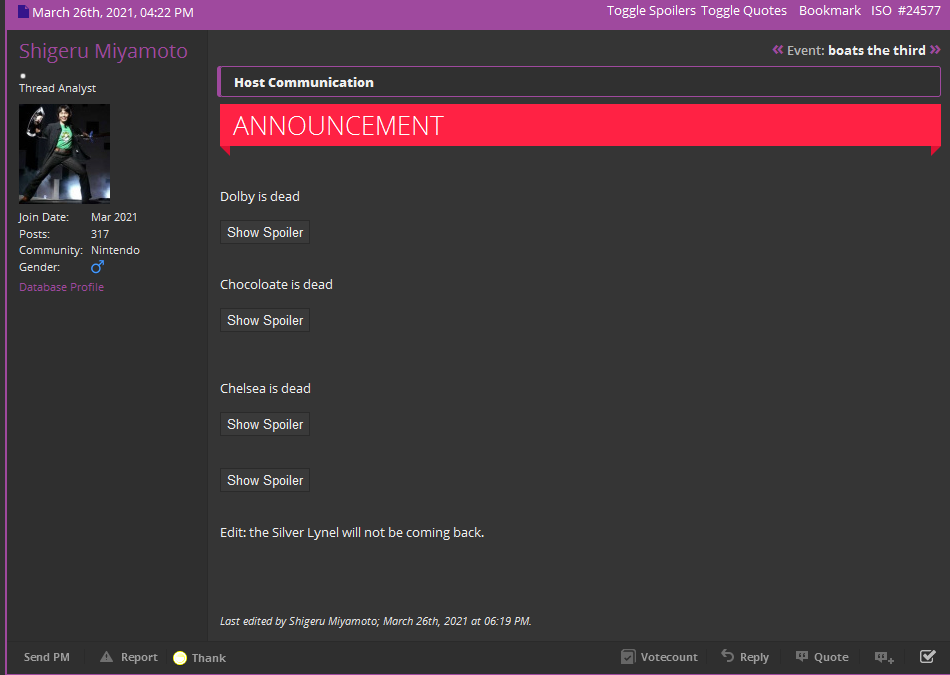 March 26th, 2021, 04:22 PM
Toggle Spoilers Toggle Quotes Bookmark ISO #24577
Shigeru Miyamoto
Thread Analyst
Join Date: Mar 2021
Posts: 317
Community: Nintendo
Gender: ♂
Database Profile
« Event: boats the third »
Host Communication
ANNOUNCEMENT
Dolby is dead
Show Spoiler
Chocoloate is dead
Show Spoiler
Chelsea is dead
Show Spoiler
Show Spoiler
Edit: the Silver Lynel will not be coming back.
Last edited by Shigeru Miyamoto; March 26th, 2021 at 06:19 PM.
Send PM Report Thank Votecount Reply Quote